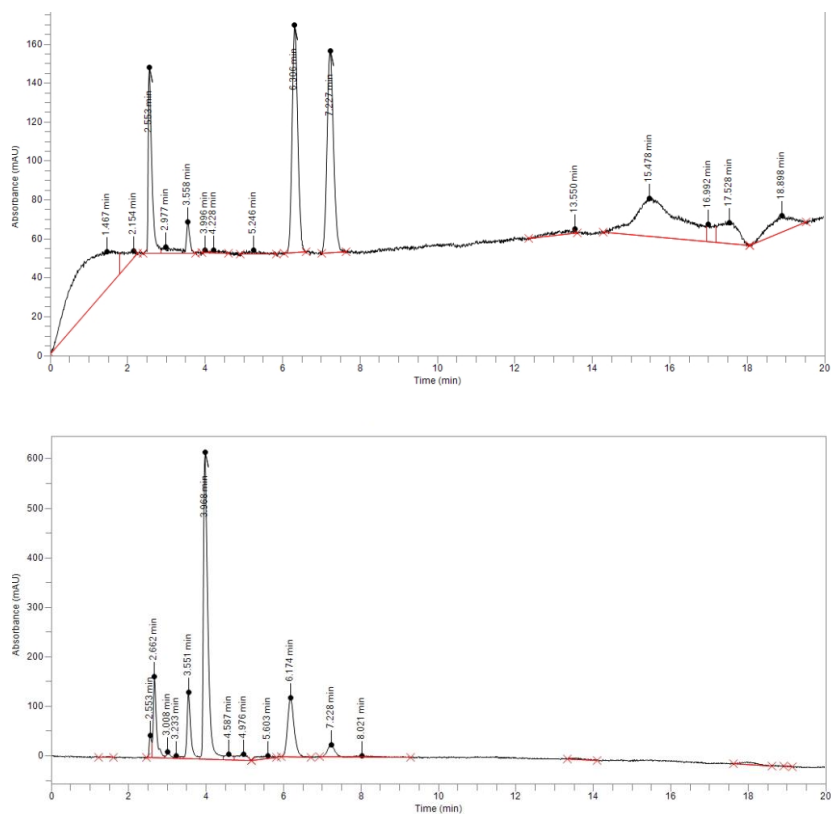 160
140
120
100
80
60
40
20
0
Absorbance (mAU)
1.467 min
2.154 min
2.553 min
2.977 min
3.558 min
3.996 min
4.228 min
5.246 min
6.306 min
7.227 min
13.550 min
15.478 min
16.992 min
17.528 min
18.898 min
0 2 4 6 8 10 12 14 16 18 20
Time (min)
600
500
400
300
200
100
0
Absorbance (mAU)
2.553 min
2.662 min
3.008 min
3.233 min
3.551 min
3.968 min
4.587 min
4.976 min
5.603 min
6.174 min
7.228 min
8.021 min
0 2 4 6 8 10 12 14 16 18 20
Time (min)